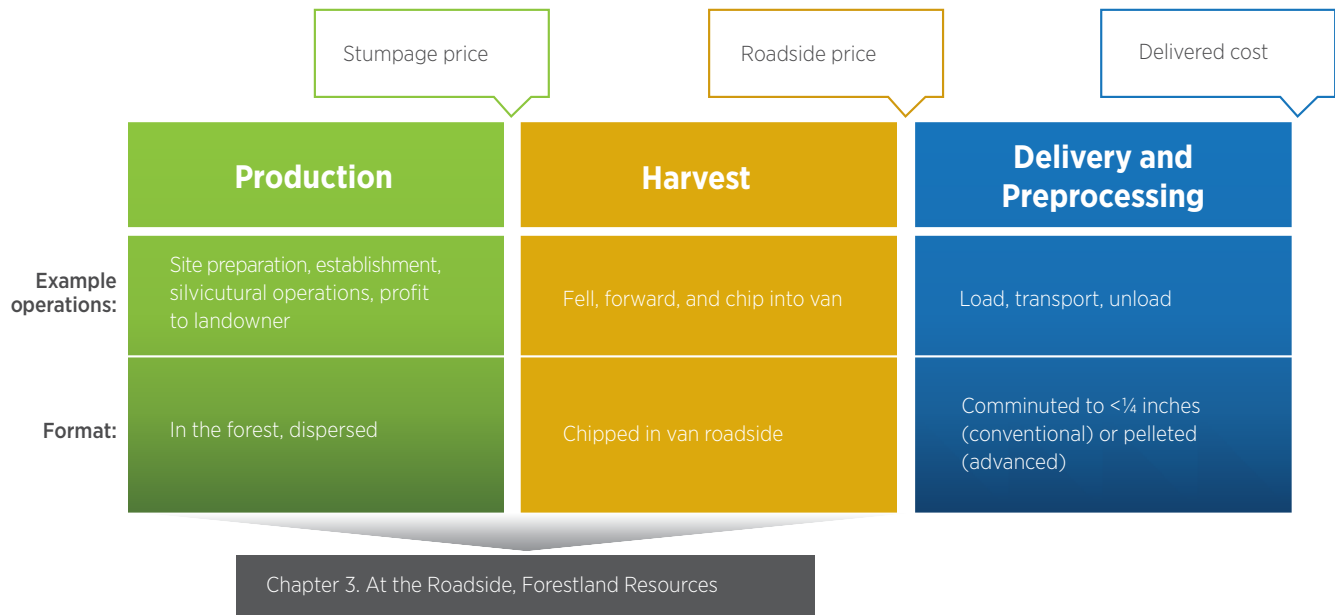 Stumpage price
Roadside price
Delivered cost
Production
Harvest
Delivery and
Preprocessing
Example
operations:
Site preparation, establishment,
silvicutural operations, profit
to landowner
Fell, forward, and chip into van
Load, transport, unload
Format:
In the forest, dispersed
Chipped in van roadside
Comminuted to <¼ inches
(conventional) or pelleted
(advanced)
Chapter 3. At the Roadside, Forestland Resources